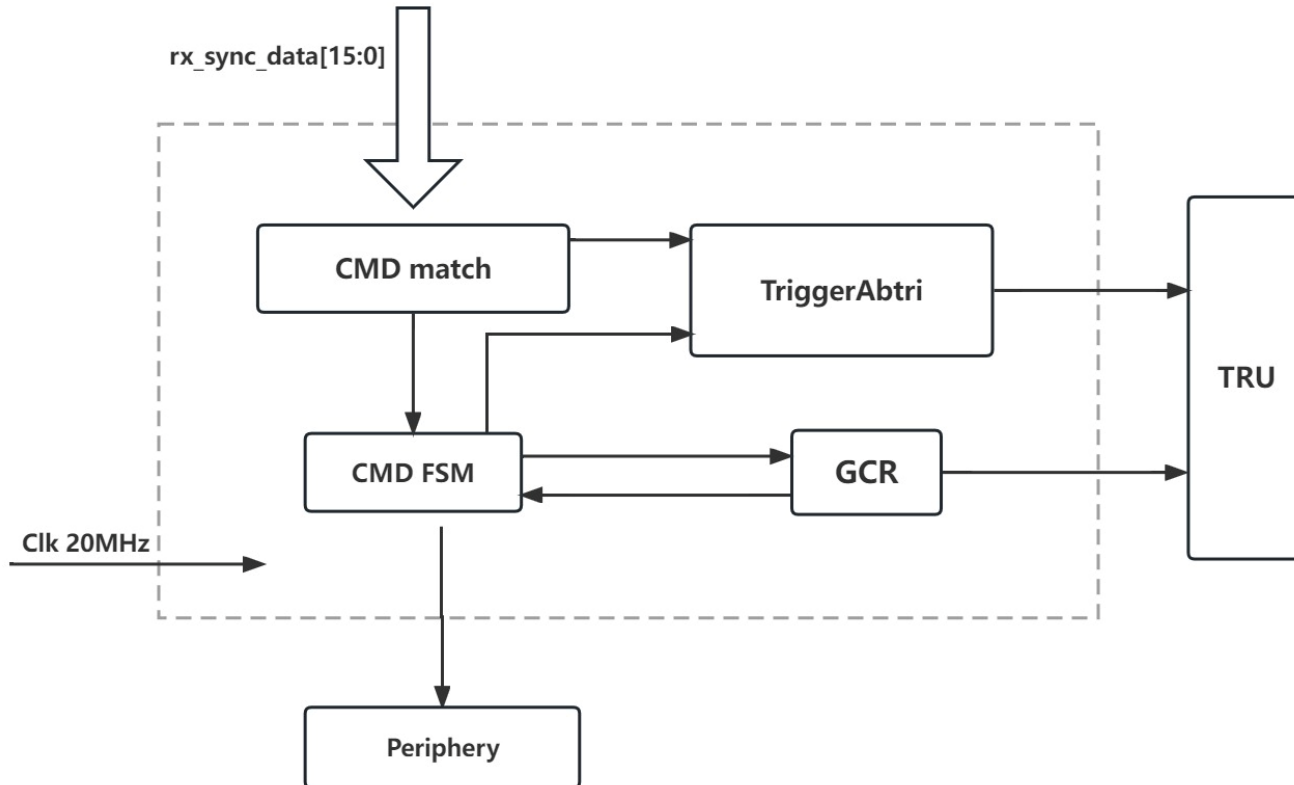 rx_sync_data[15:0]
CMD match
TriggerAbtri
TRU
CMD FSM
GCR
Clk 20MHz
Periphery